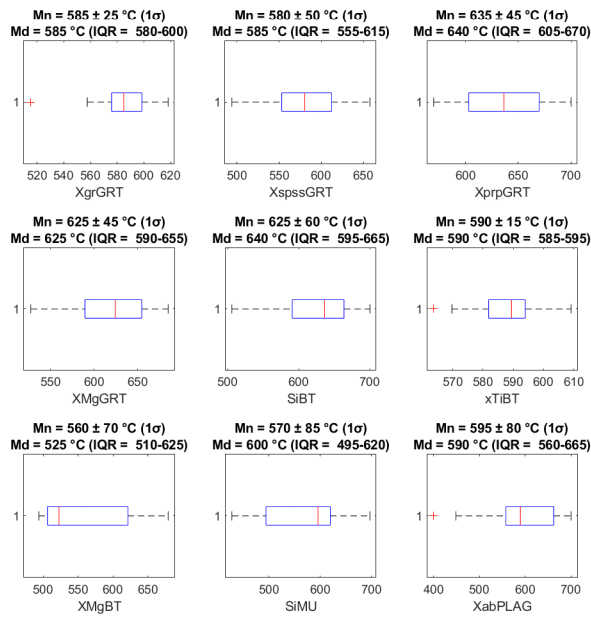 Mn = 585 ± 25 °C (1σ)
Md = 585 °C (IQR = 580-600)
1
520 540 560 580 600 620
XgrGRT
Mn = 580 ± 50 °C (1σ)
Md = 585 °C (IQR = 555-615)
1
500 550 600 650
XspssGRT
Mn = 635 ± 45 °C (1σ)
Md = 640 °C (IQR = 605-670)
1
600 650 700
XprpGRT
Mn = 625 ± 45 °C (1σ)
Md = 625 °C (IQR = 590-655)
1
550 600 650
XMgGRT
Mn = 625 ± 60 °C (1σ)
Md = 640 °C (IQR = 595-665)
1
500 600 700
SiBT
Mn = 590 ± 15 °C (1σ)
Md = 590 °C (IQR = 585-595)
1
570 580 590 600 610
xTiBT
Mn = 560 ± 70 °C (1σ)
Md = 525 °C (IQR = 510-625)
1
500 550 600 650
XMgBT
Mn = 570 ± 85 °C (1σ)
Md = 600 °C (IQR = 495-620)
1
500 600 700
SiMU
Mn = 595 ± 80 °C (1σ)
Md = 590 °C (IQR = 560-665)
1
400 500 600 700
XabPLAG